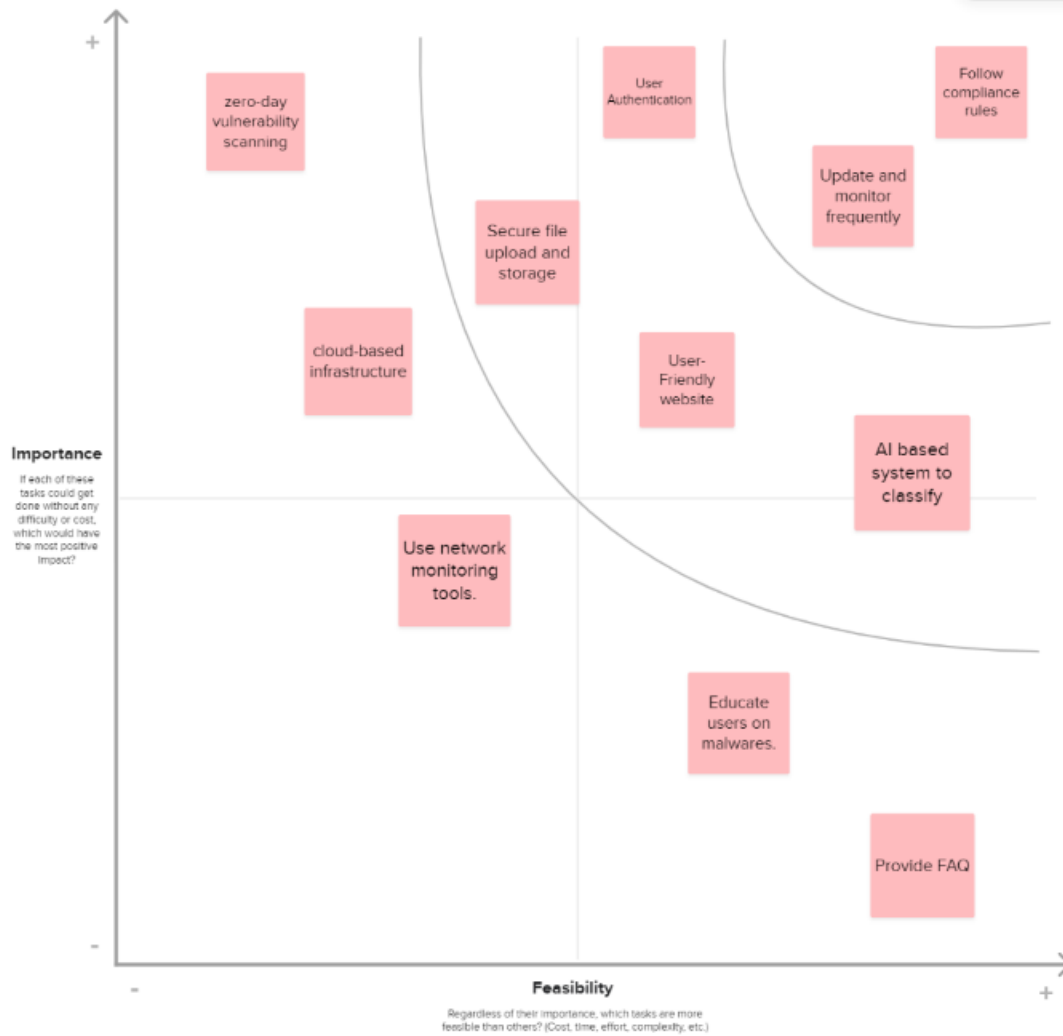 +
zero-day
vulnerability
scanning
User
Authentication
Follow
compliance
rules
Update and
monitor
frequently
Secure file
upload and
storage
cloud-based
infrastructure
User-
Friendly
website
AI based
system to
classify
Importance
If each of these
tasks could get
done without any
difficulty or cost,
which would have
the most positive
impact?
Use network
monitoring
tools.
Educate
users on
malwares.
Provide FAQ
-
-
Feasibility
+
Regardless of their importance, which tasks are more
feasible than others? (Cost, time, effort, complexity, etc.)